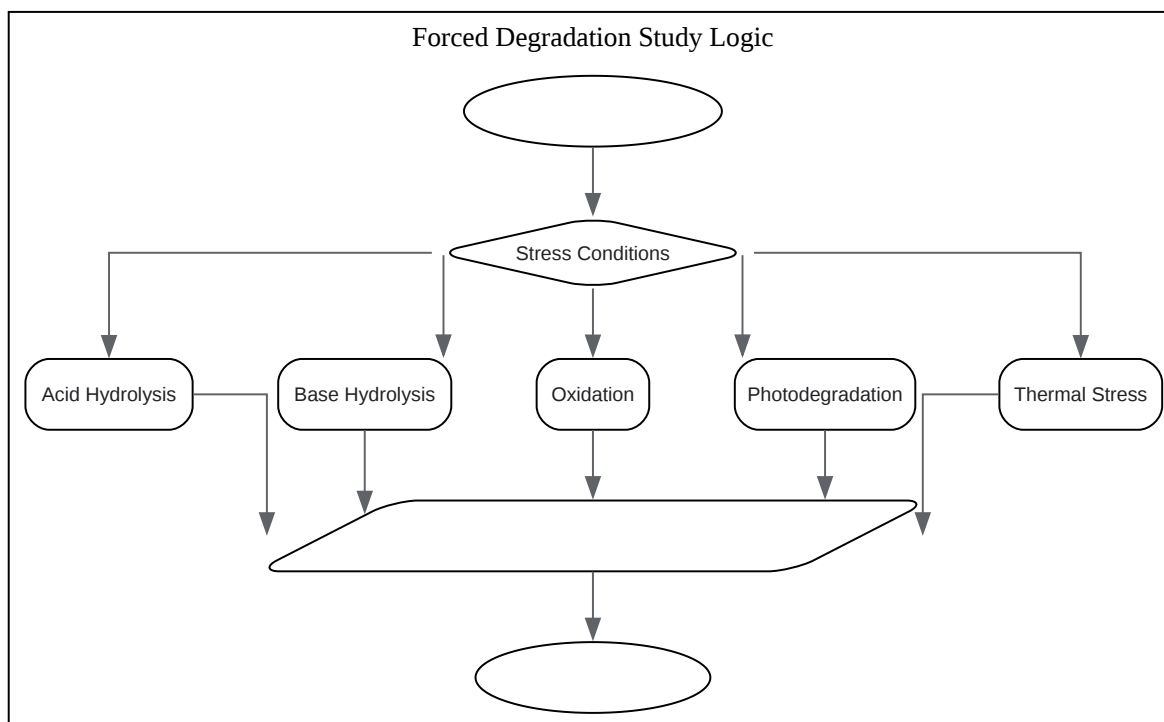 Forced Degradation Study Logic
Stress Conditions
Acid Hydrolysis
Base Hydrolysis
Oxidation
Photodegradation
Thermal Stress